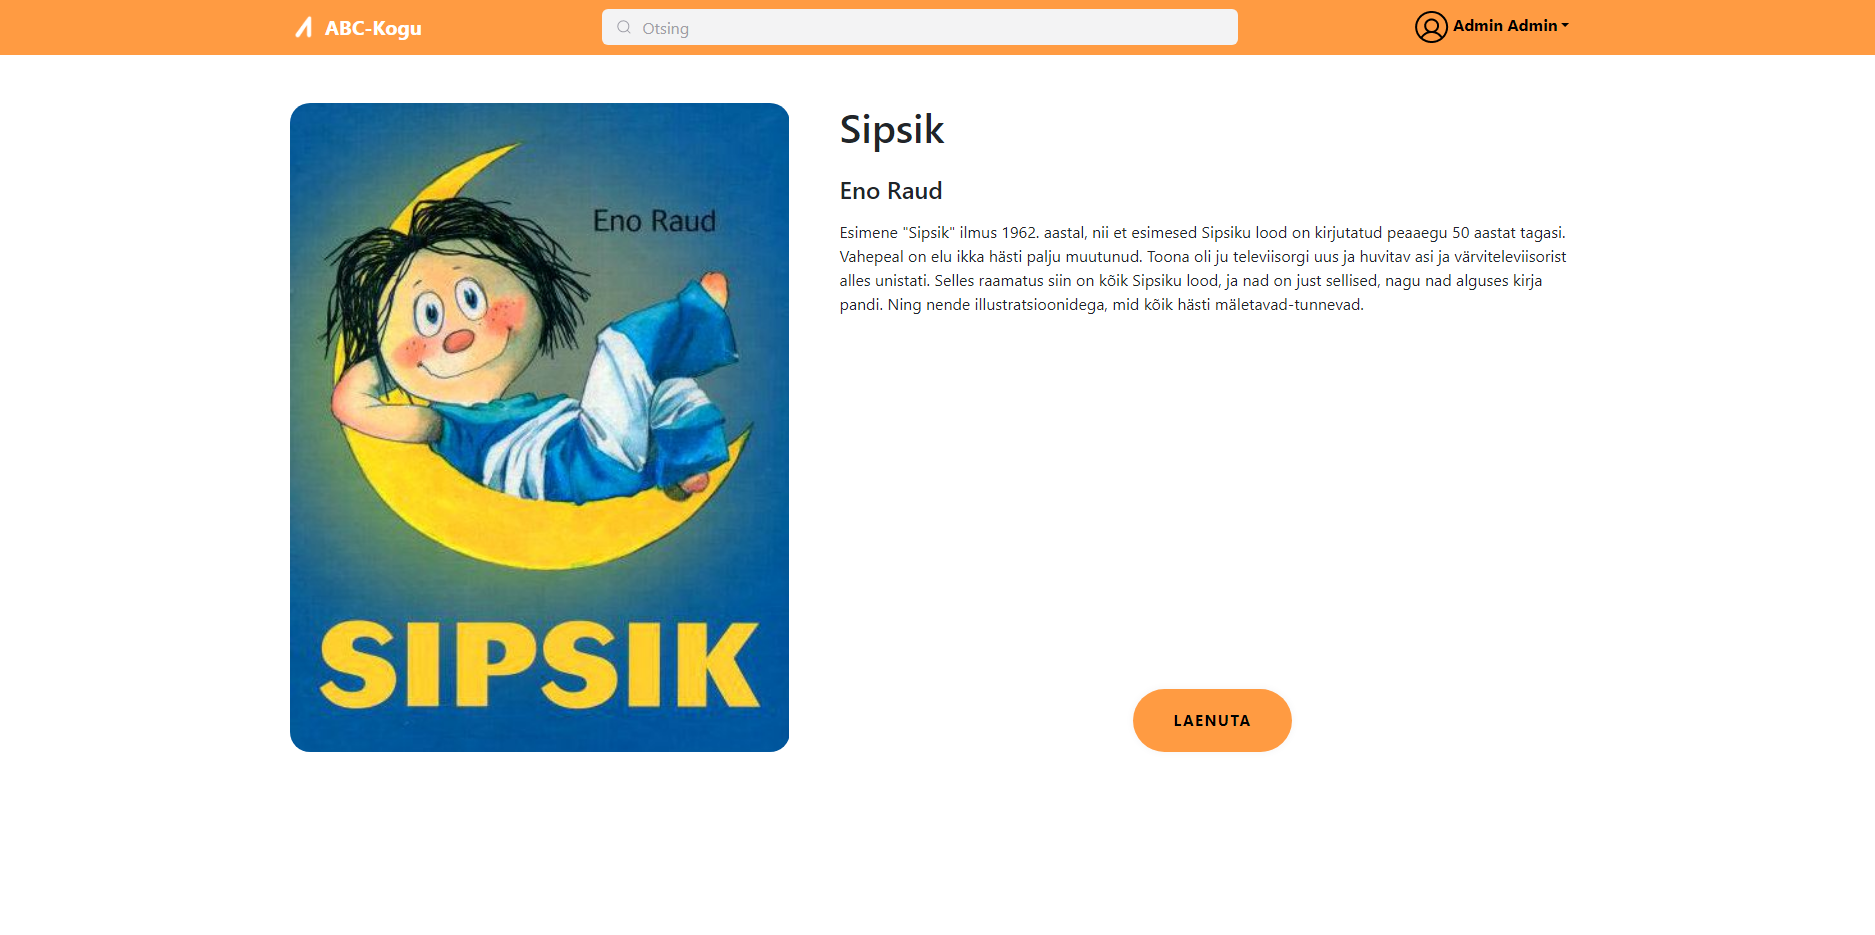 ABC-Kogu
Otsing
Admin Admin
Eno Raud
SIPSIK
Sipsik
Eno Raud
Esimene "Sipsik" ilmus 1962. aastal, nii et esimesed Sipsiku lood on kirjutatud peaaegu 50 aastat tagasi.
Vahepeal on elu ikka hästi palju muutunud. Toona oli ju televiisorgi uus ja huvitav asi ja värviteleviisorist
alles unistati. Selles raamatus siin on kõik Sipsiku lood, ja nad on just sellised, nagu nad alguses kirja
pandi. Ning nende illustratsioonidega, mid kõik hästi mäletavad-tunnevad.
LAENUTA